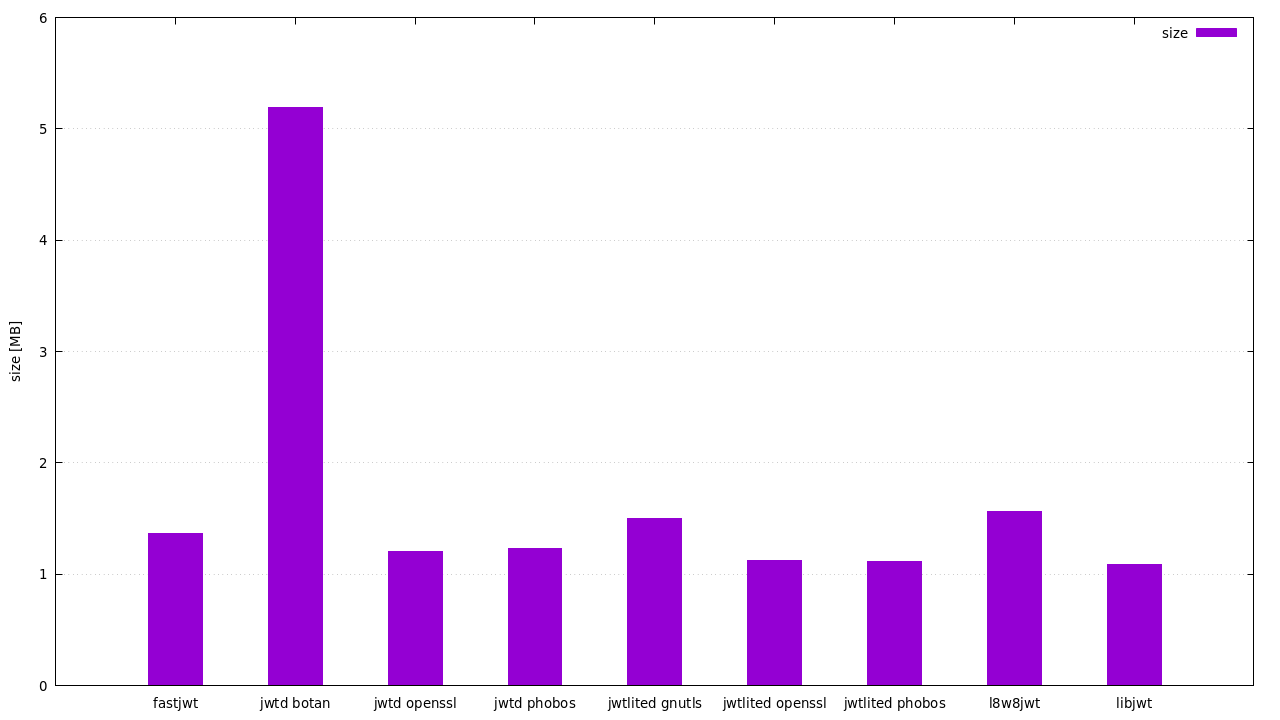 size
6
5
4
3
2
1
0
size [MB]
fastjwt
jwtd botan
jwtd openssl
jwtd phobos
jwtlited gnutls
jwtlited openssl
jwtlited phobos
l8w8jwt
libjwt